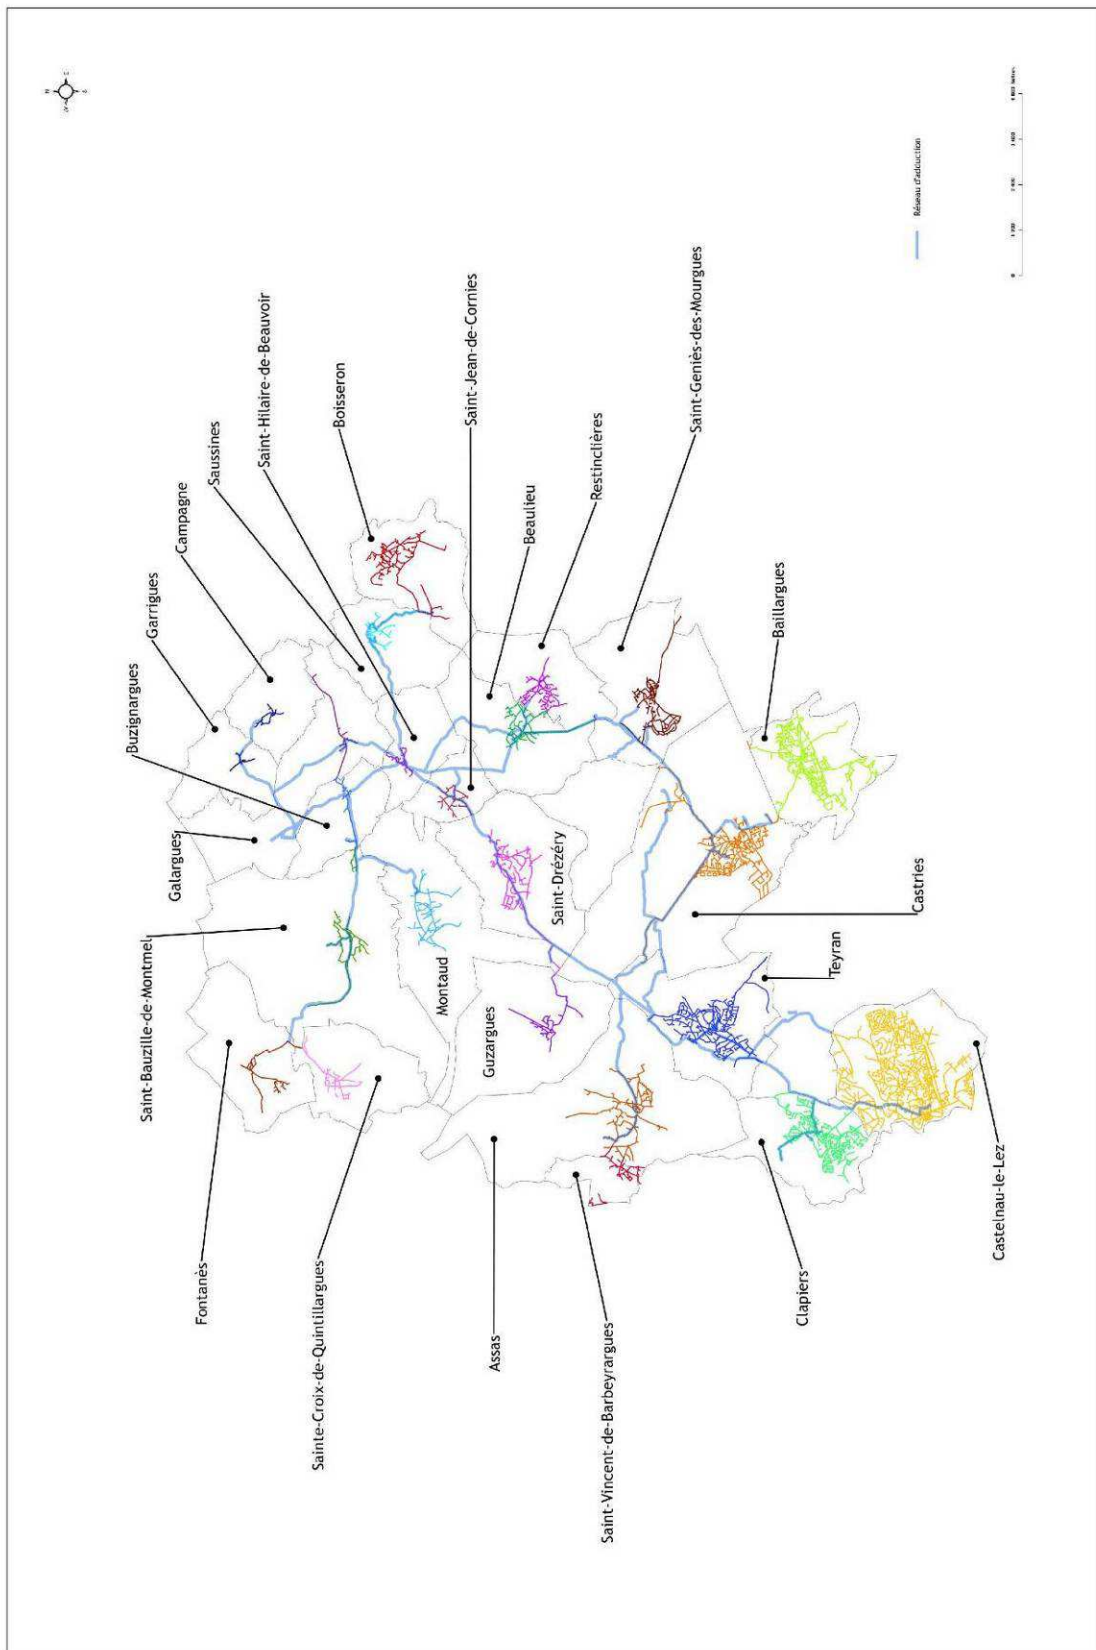 Fontanès
Saint-Bauzille-de-Montmel
Galargues
Buzignargues
Garrigues
Campagne
Saussines
Saint-Hilaire-de-Beauvoir
Boisseron
Sainte-Croix-de-Quintillargues
Montaud
Saint-Jean-de-Cornies
Assas
Guzargues
Beaulieu
Saint-Drézéry
Restinclières
Saint-Vincent-de-Barbeyrargues
Saint-Geniès-des-Mourgues
Clapiers
Teyran
Baillargues
Castries
Castelnau-le-Lez
Réseau d'adduction